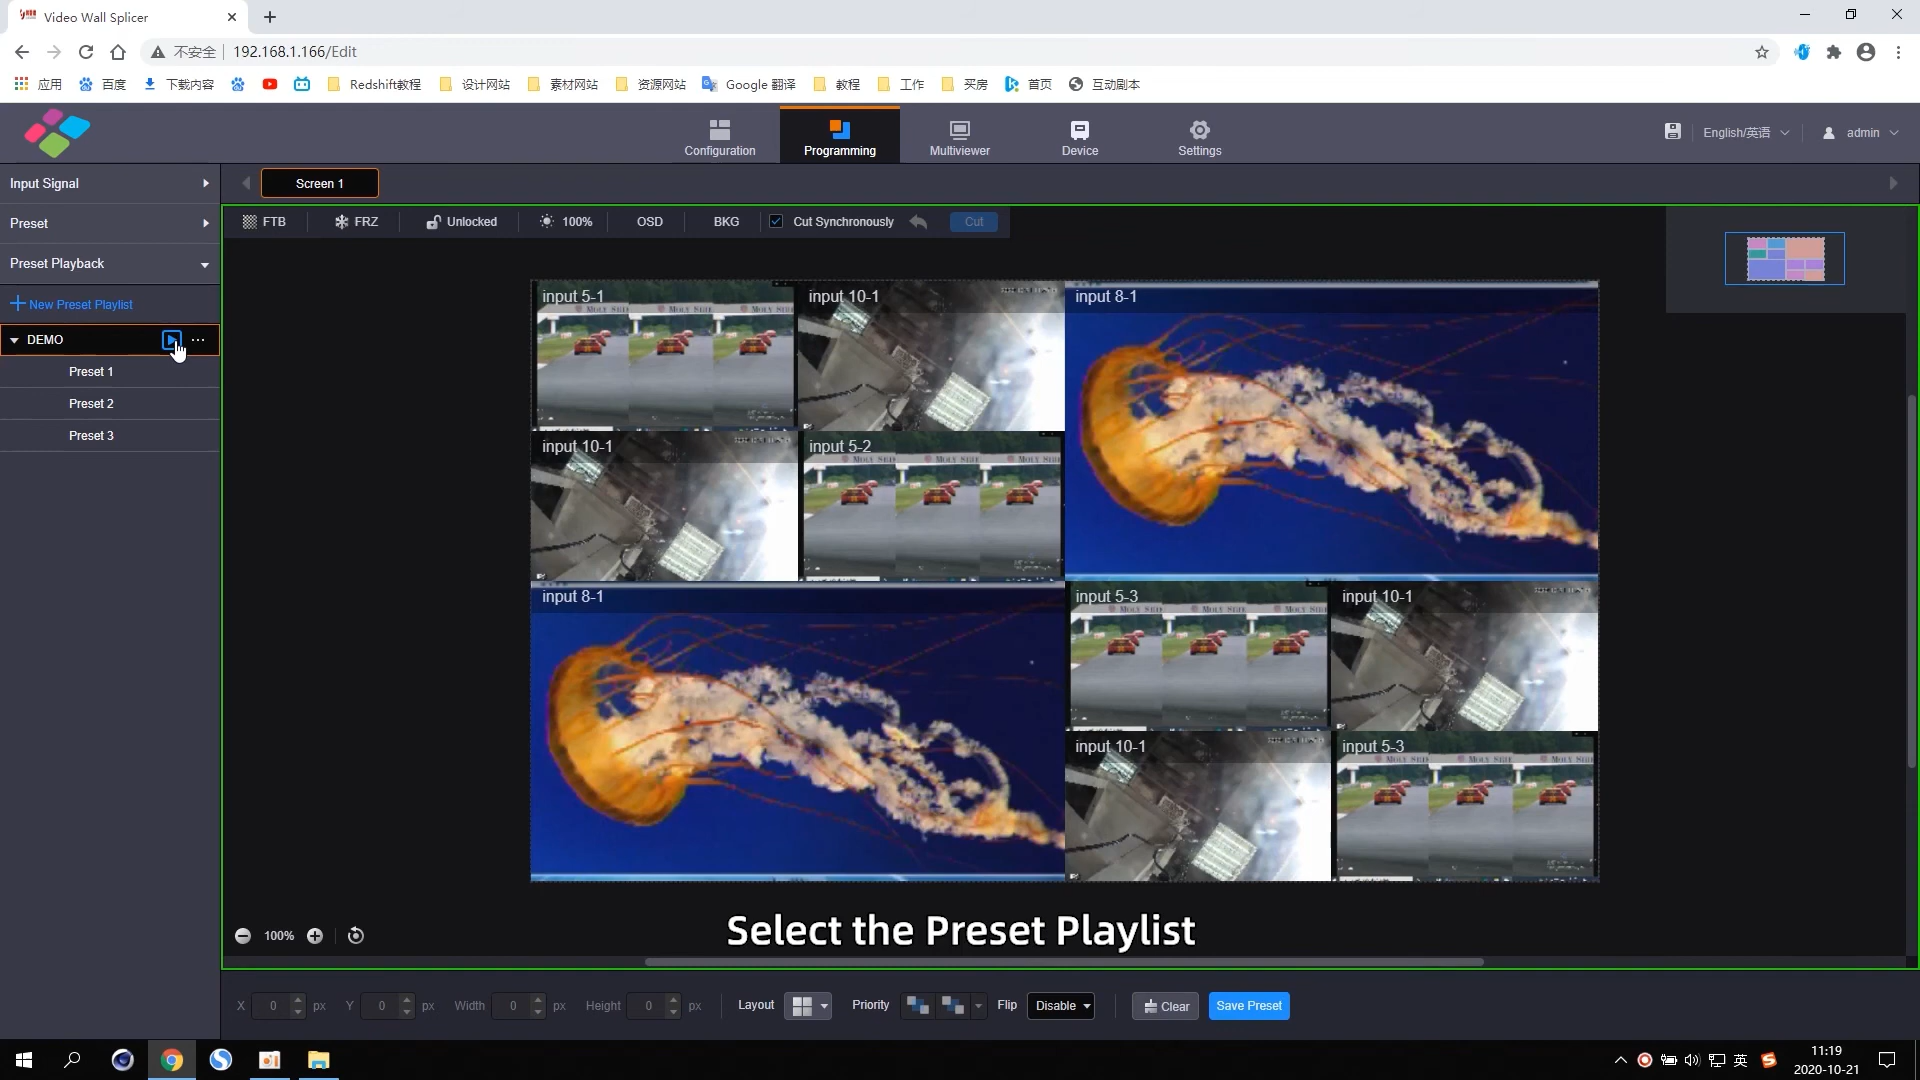 Video Wall Splicer
不安全
192.168.1.166/Edit
应用
百度
下载内容
Redshift教程
设计网站
素材网站
资源网站
Google 翻译
教程
工作
买房
首页
互动剧本
Configuration
Programming
Multiviewer
Device
Settings
English/英语
admin
Input Signal
Screen 1
Preset
FTB
FRZ
Unlocked
100%
OSD
BKG
Cut Synchronously
Cut
Preset Playback
New Preset Playlist
DEMO
Preset 1
Preset 2
Preset 3
input 5-1
input 10-1
input 8-1
input 10-1
input 5-2
input 8-1
input 5-3
input 10-1
input 10-1
input 5-3
Select the Preset Playlist
100%
X 0 px
Y 0 px
Width 0 px
Height 0 px
Layout
Priority
Flip
Disable
Clear
Save Preset
英
11:19
2020-10-21